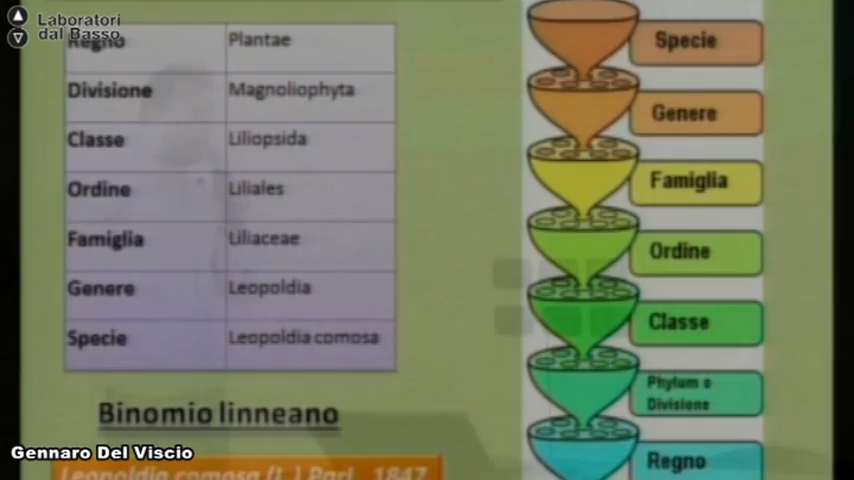 Laboratori
dal Basso
Regno Plantae
Divisione Magnoliophyta
Classe Liliopsida
Ordine Liliales
Famiglia Liliaceae
Genere Leopoldia
Specie Leopoldia comosa
Binomio linneano
Leopoldia comosa (L.) Parl., 1847
Specie
Genere
Famiglia
Ordine
Classe
Phylum o
Divisione
Regno
Gennaro Del Viscio